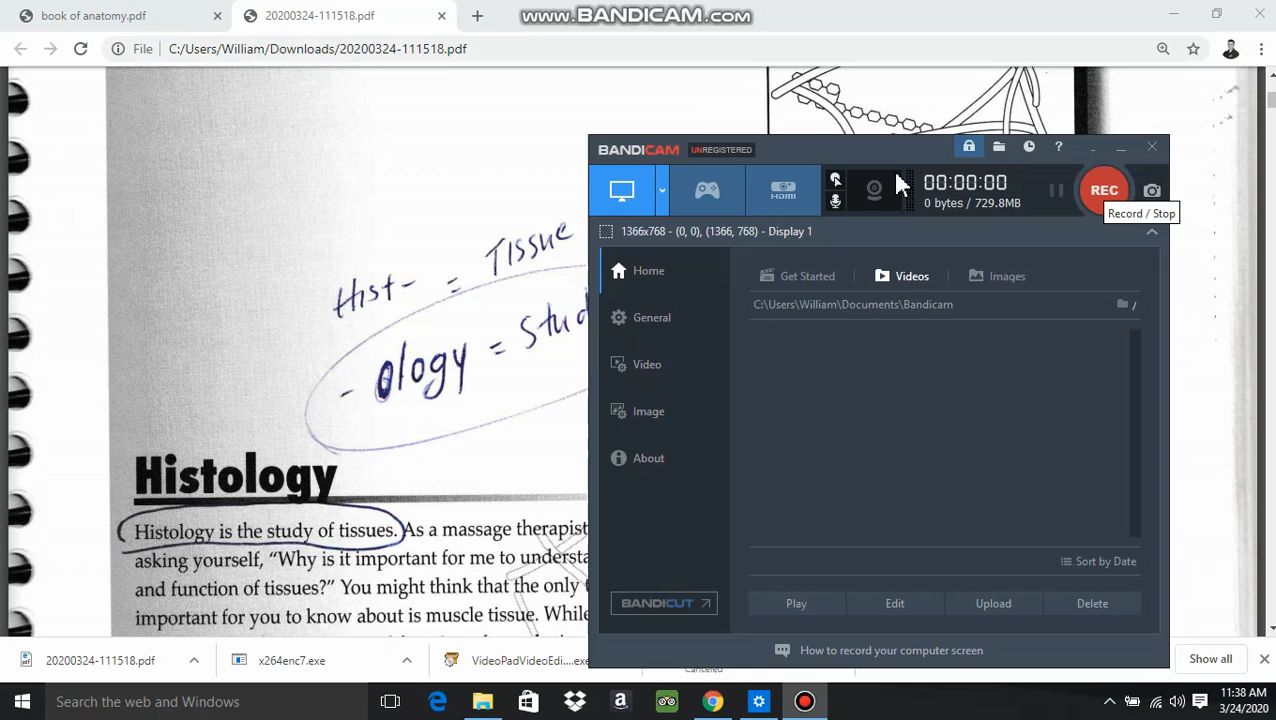 book of anatomy.pdf
20200324-111518.pdf
www.BANDICAM.com
File C:/Users/William/Downloads/20200324-111518.pdf
BANDICAM UNREGISTERED
HDMI
00:00:00
0 bytes / 729.8MB
REC
Record / Stop
1366x768 - (0, 0), (1366, 768) - Display 1
Home
General
Video
Image
About
Get Started
Videos
Images
C:\Users\William\Documents\Bandicam
/
Sort by Date
BANDICUT
Play
Edit
Upload
Delete
How to record your computer screen
Hist- = Tissue
- ology = Stud
Histology
Histology is the study of tissues. As a massage therapist
asking yourself, “Why is it important for me to understa
and function of tissues?” You might think that the only t
important for you to know about is muscle tissue. While
20200324-111518.pdf
x264enc7.exe
VideoPadVideoEdi....exe
Canceled
Show all
Search the web and Windows
11:38 AM
3/24/2020